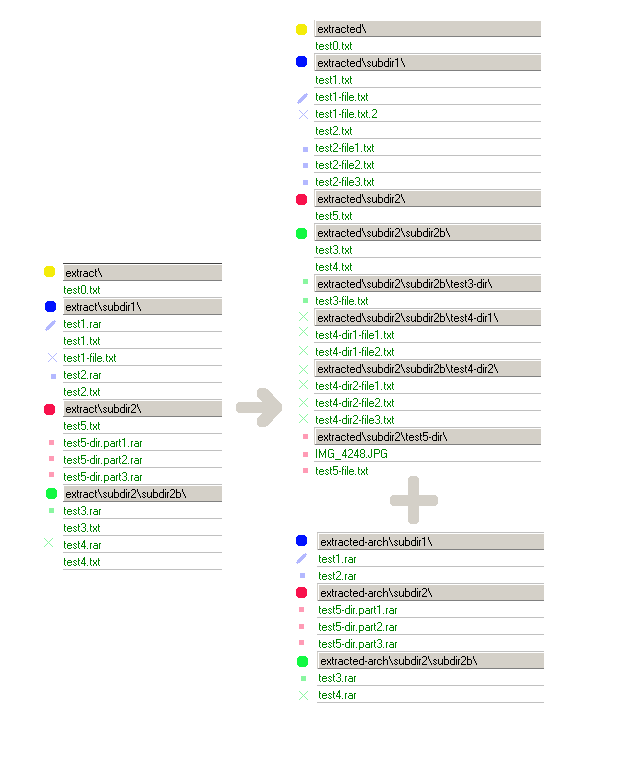 extract\
test0.txt
extract\subdir1\
test1.rar
test1.txt
test1-file.txt
test2.rar
test2.txt
extract\subdir2\
test5.txt
test5-dir.part1.rar
test5-dir.part2.rar
test5-dir.part3.rar
extract\subdir2\subdir2b\
test3.rar
test3.txt
test4.rar
test4.txt
extracted\
test0.txt
extracted\subdir1\
test1.txt
test1-file.txt
test1-file.txt.2
test2.txt
test2-file1.txt
test2-file2.txt
test2-file3.txt
extracted\subdir2\
test5.txt
extracted\subdir2\subdir2b\
test3.txt
test4.txt
extracted\subdir2\subdir2b\test3-dir\
test3-file.txt
extracted\subdir2\subdir2b\test4-dir1\
test4-dir1-file1.txt
test4-dir1-file2.txt
extracted\subdir2\subdir2b\test4-dir2\
test4-dir2-file1.txt
test4-dir2-file2.txt
test4-dir2-file3.txt
extracted\subdir2\test5-dir\
IMG_4248.JPG
test5-file.txt
extracted-arch\subdir1\
test1.rar
test2.rar
extracted-arch\subdir2\
test5-dir.part1.rar
test5-dir.part2.rar
test5-dir.part3.rar
extracted-arch\subdir2\subdir2b\
test3.rar
test4.rar